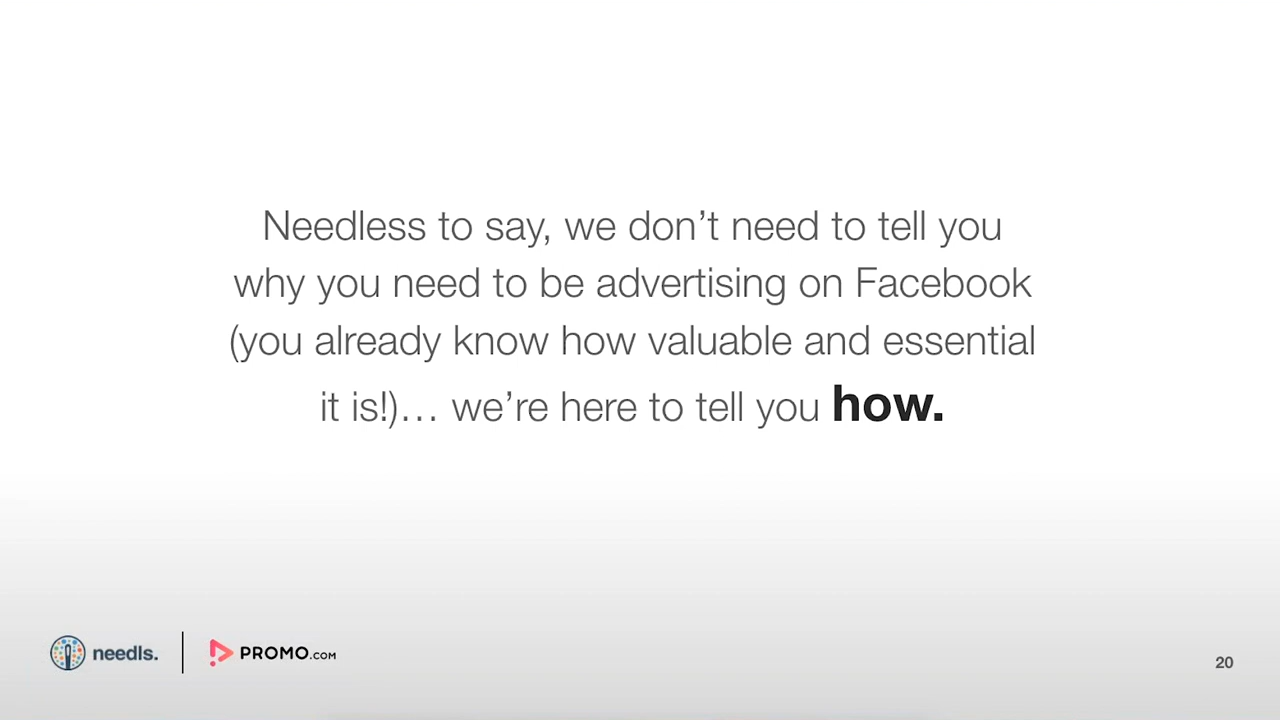 Needless to say, we don’t need to tell you
why you need to be advertising on Facebook
(you already know how valuable and essential
it is!)… we’re here to tell you how.
needls. PROMO.COM
20